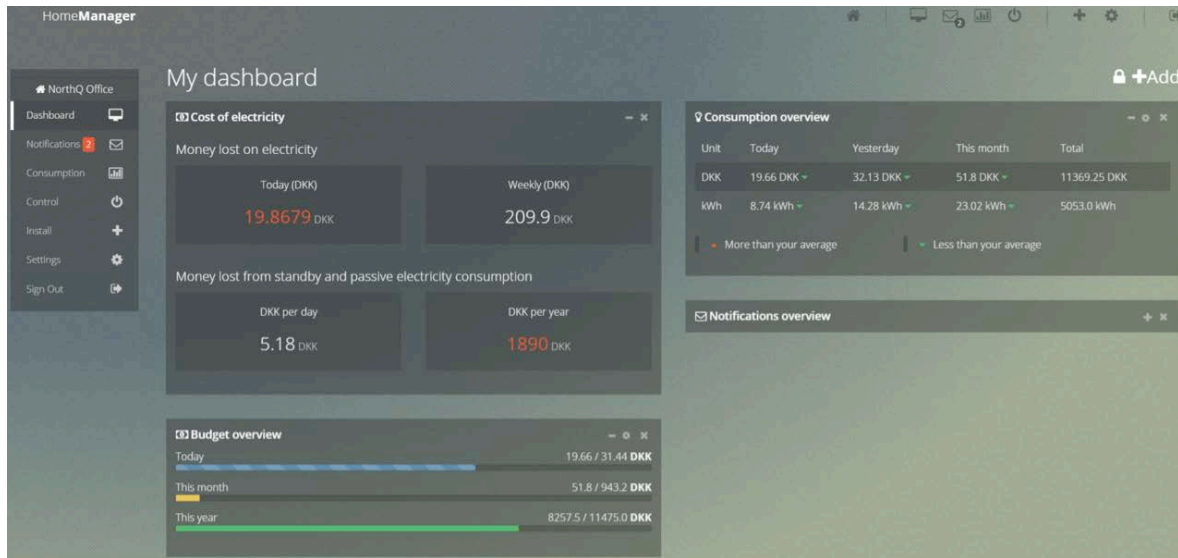 HomeManager
2
My dashboard
Add
NorthQ Office
Dashboard
Notifications 2
Consumption
Control
Install
Settings
Sign Out
Cost of electricity
Money lost on electricity
Today (DKK)
19.8679 DKK
Weekly (DKK)
209.9 DKK
Money lost from standby and passive electricity consumption
DKK per day
5.18 DKK
DKK per year
1890 DKK
Budget overview
Today 19.66 / 31.44 DKK
This month 51.8 / 943.2 DKK
This year 8257.5 / 11475.0 DKK
Consumption overview
Unit Today Yesterday This month Total
DKK 19.66 DKK 32.13 DKK 51.8 DKK 11369.25 DKK
kWh 8.74 kWh 14.28 kWh 23.02 kWh 5053.0 kWh
More than your average Less than your average
Notifications overview